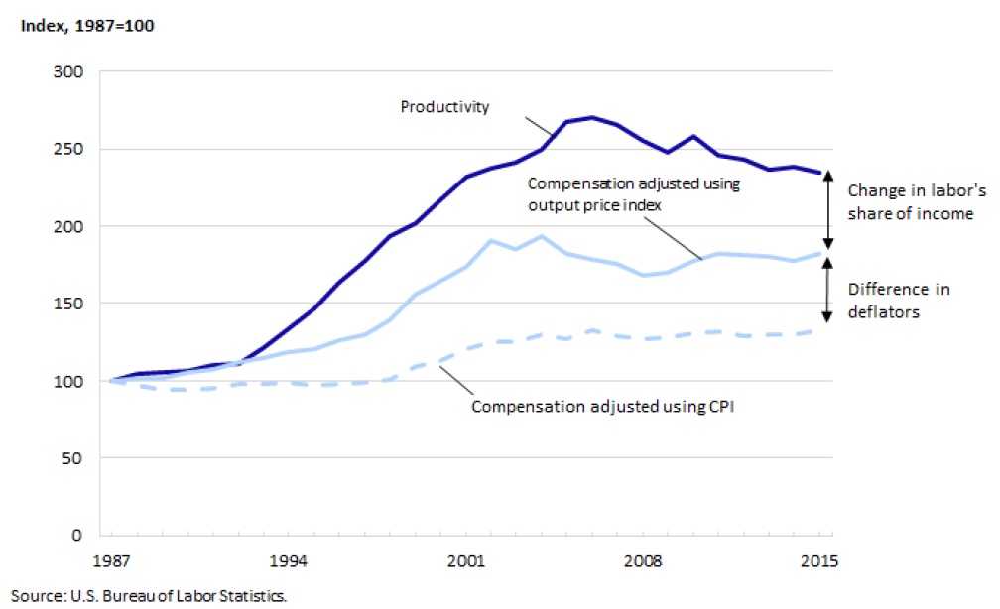 Index, 1987=100
300
Productivity
250
Compensation adjusted using
output price index
Change in labor's
share of income
200
150
Difference in
deflators
100
Compensation adjusted using CPI
50
0
1987
1994
2001
2008
2015
Source: U.S. Bureau of Labor Statistics.